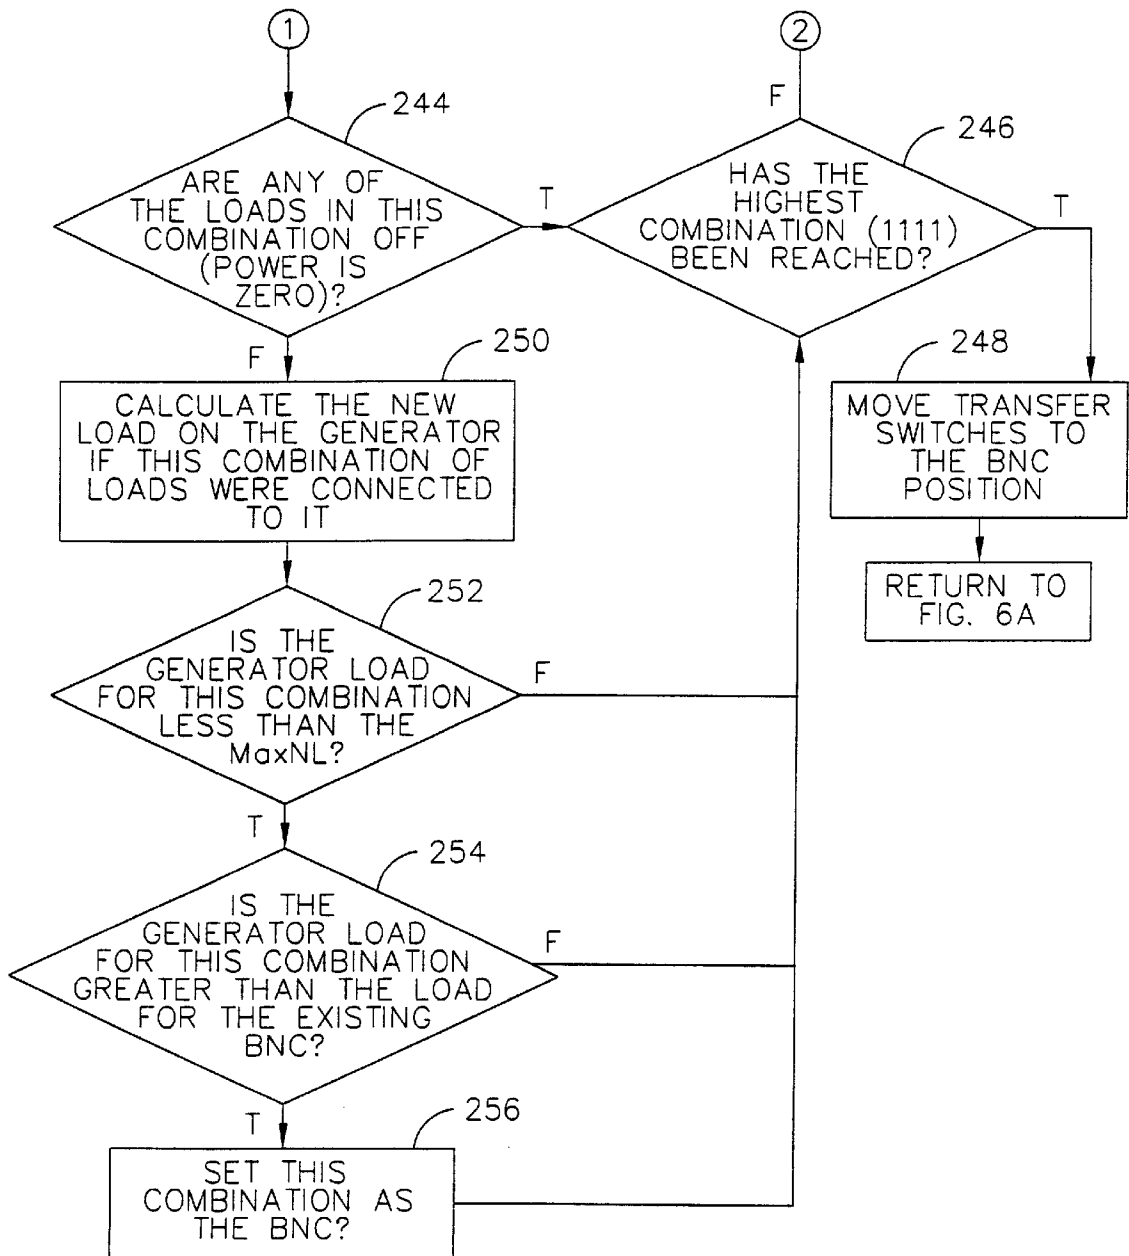 1
244
ARE ANY OF
THE LOADS IN THIS
COMBINATION OFF
(POWER IS
ZERO)?
T
F
250
CALCULATE THE NEW
LOAD ON THE GENERATOR
IF THIS COMBINATION OF
LOADS WERE CONNECTED
TO IT
252
IS THE
GENERATOR LOAD
FOR THIS COMBINATION
LESS THAN THE
MaxNL?
F
T
254
IS THE
GENERATOR LOAD
FOR THIS COMBINATION
GREATER THAN THE LOAD
FOR THE EXISTING
BNC?
F
T
256
SET THIS
COMBINATION AS
THE BNC?
2
F
246
HAS THE
HIGHEST
COMBINATION (1111)
BEEN REACHED?
T
248
MOVE TRANSFER
SWITCHES TO
THE BNC
POSITION
RETURN TO
FIG. 6A